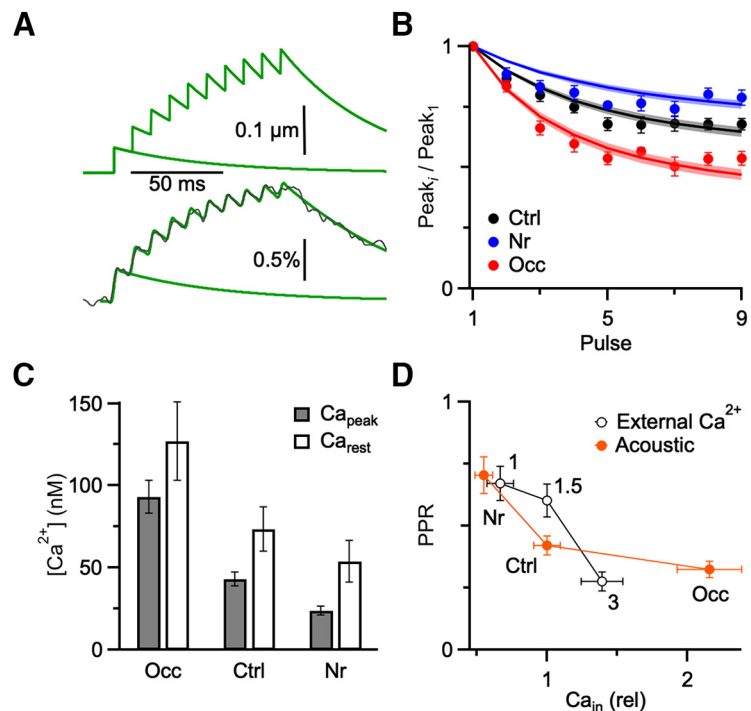 A
0.1 µm
50 ms
0.5%
B
Peak_i / Peak_1
1
0
1
5
9
Pulse
Ctrl
Nr
Occ
C
[Ca²⁺] (nM)
150
100
50
0
Ca_peak
Ca_rest
Occ
Ctrl
Nr
D
PPR
1
0
1
2
Ca_in (rel)
External Ca²⁺
Acoustic
1
1.5
3
Nr
Ctrl
Occ